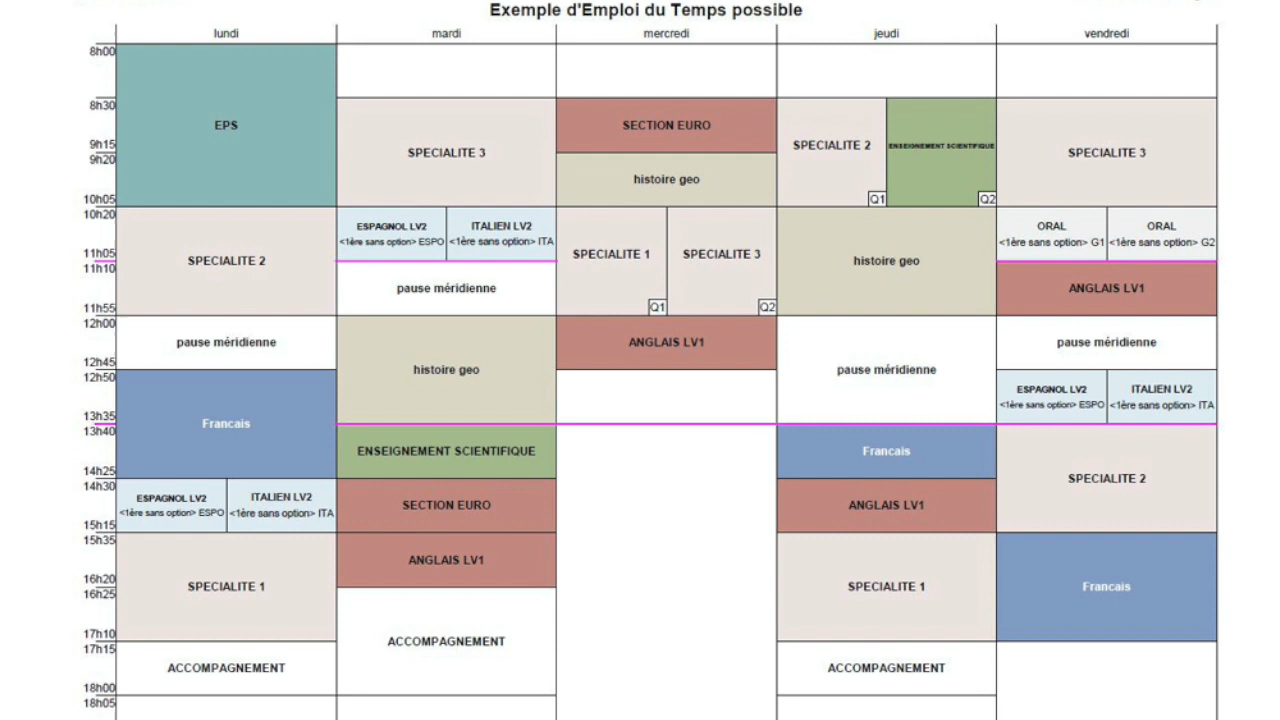 Exemple d'Emploi du Temps possible
lundi mardi mercredi jeudi vendredi
8h00
8h30
9h15
9h20
10h05
10h20
11h05
11h10
11h55
12h00
12h45
12h50
13h35
13h40
14h25
14h30
15h15
15h35
16h20
16h25
17h10
17h15
18h00
18h05
EPS
SPECIALITE 2
pause méridienne
Francais
ESPAGNOL LV2
<1ère sans option> ESPO
ITALIEN LV2
<1ère sans option> ITA
SPECIALITE 1
ACCOMPAGNEMENT
SPECIALITE 3
ESPAGNOL LV2
<1ère sans option> ESPO
ITALIEN LV2
<1ère sans option> ITA
pause méridienne
histoire geo
ENSEIGNEMENT SCIENTIFIQUE
SECTION EURO
ANGLAIS LV1
ACCOMPAGNEMENT
SECTION EURO
histoire geo
SPECIALITE 1
Q1
SPECIALITE 3
Q2
ANGLAIS LV1
SPECIALITE 2
Q1
ENSEIGNEMENT SCIENTIFIQUE
Q2
histoire geo
pause méridienne
Francais
ANGLAIS LV1
SPECIALITE 1
ACCOMPAGNEMENT
SPECIALITE 3
ORAL
<1ère sans option> G1
ORAL
<1ère sans option> G2
ANGLAIS LV1
pause méridienne
ESPAGNOL LV2
<1ère sans option> ESPO
ITALIEN LV2
<1ère sans option> ITA
SPECIALITE 2
Francais